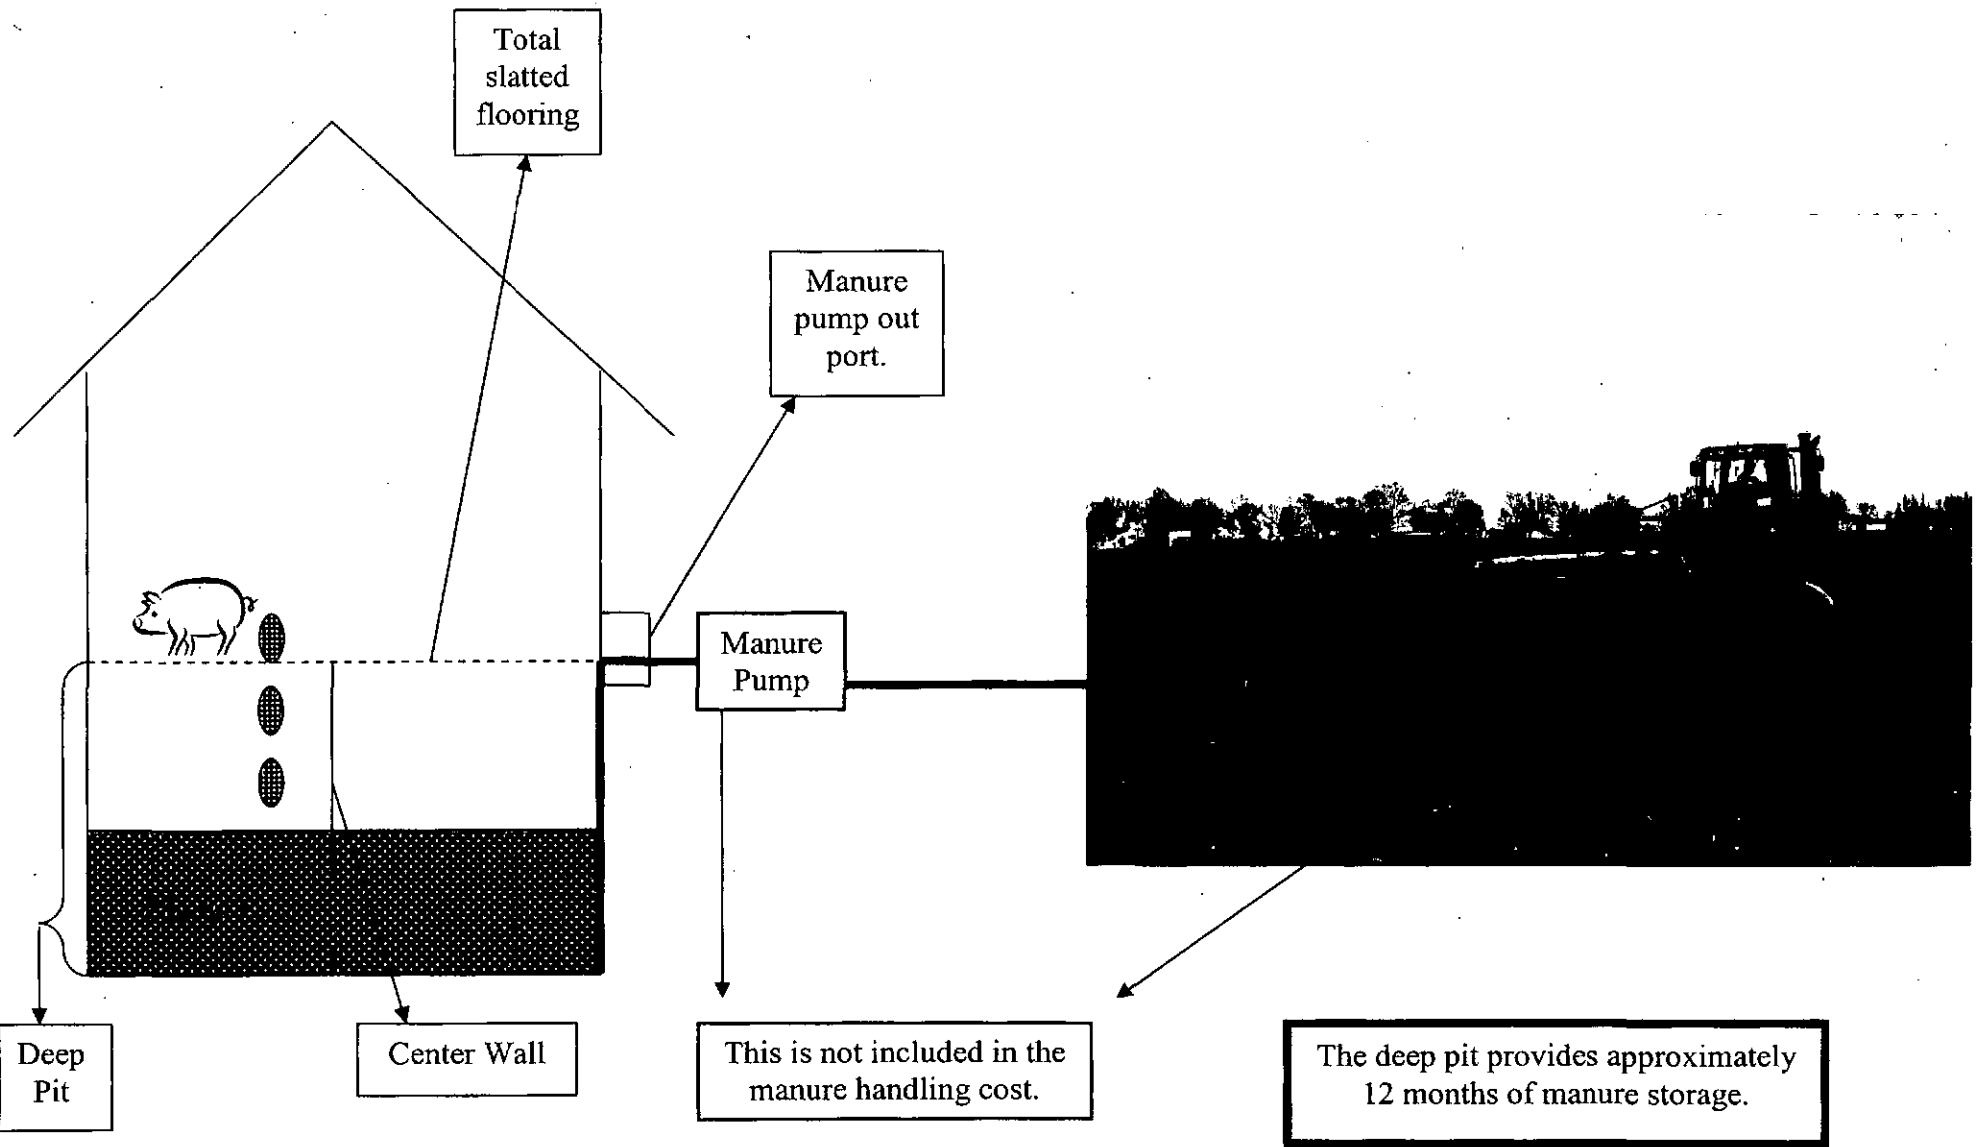 Total
slatted
flooring
Manure
pump out
port.
Manure
Pump
Deep
Pit
Center Wall
This is not included in the
manure handling cost.
The deep pit provides approximately
12 months of manure storage.